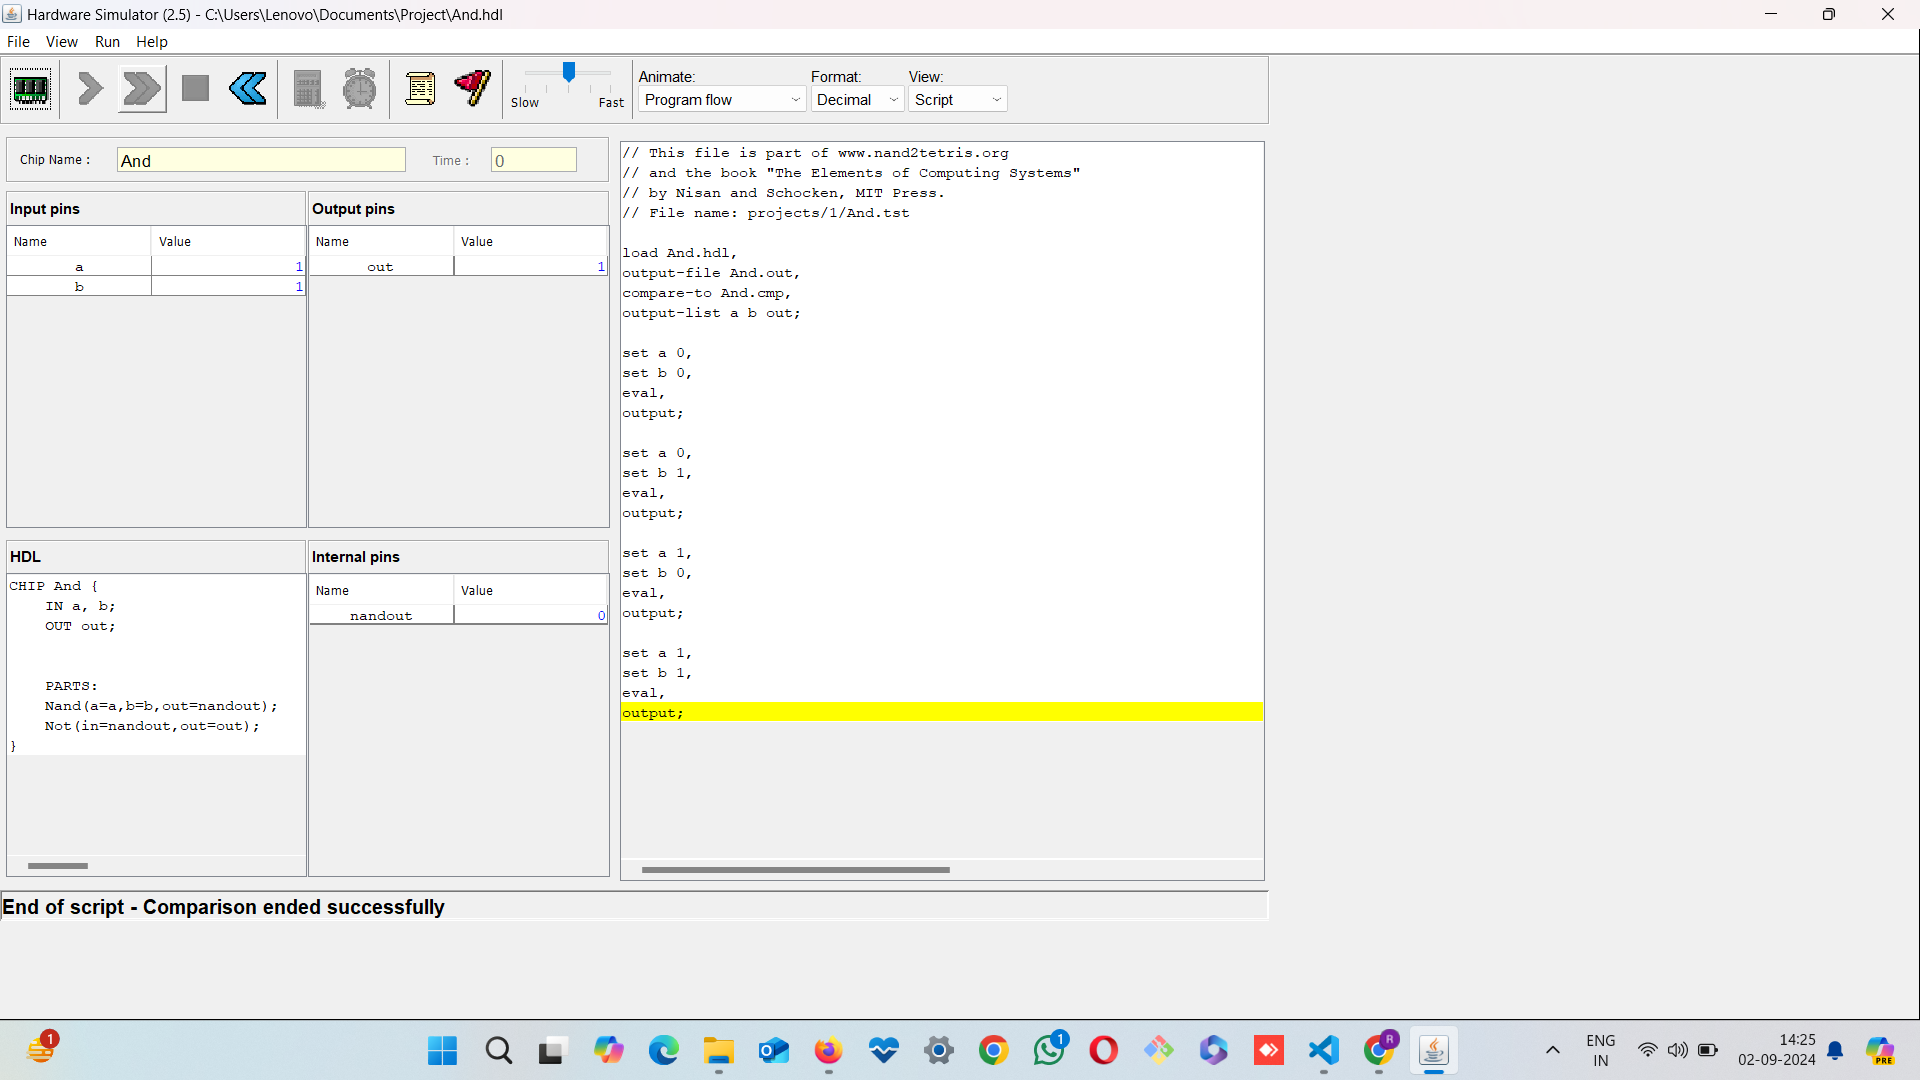 Hardware Simulator (2.5) - C:\Users\Lenovo\Documents\Project\And.hdl
File View Run Help
Slow Fast
Animate: Format: View:
Program flow Decimal Script
Chip Name : And Time : 0
Input pins
Name Value
a 1
b 1
Output pins
Name Value
out 1
HDL
CHIP And {
IN a, b;
OUT out;
PARTS:
Nand(a=a,b=b,out=nandout);
Not(in=nandout,out=out);
}
Internal pins
Name Value
nandout 0
// This file is part of www.nand2tetris.org
// and the book "The Elements of Computing Systems"
// by Nisan and Schocken, MIT Press.
// File name: projects/1/And.tst
load And.hdl,
output-file And.out,
compare-to And.cmp,
output-list a b out;
set a 0,
set b 0,
eval,
output;
set a 0,
set b 1,
eval,
output;
set a 1,
set b 0,
eval,
output;
set a 1,
set b 1,
eval,
output;
End of script - Comparison ended successfully
1
1
R
ENG
IN
14:25
02-09-2024
PRE